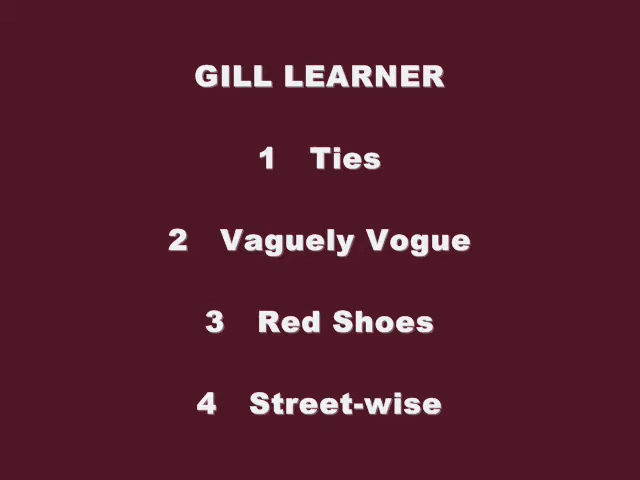 GILL LEARNER
1 Ties
2 Vaguely Vogue
3 Red Shoes
4 Street-wise